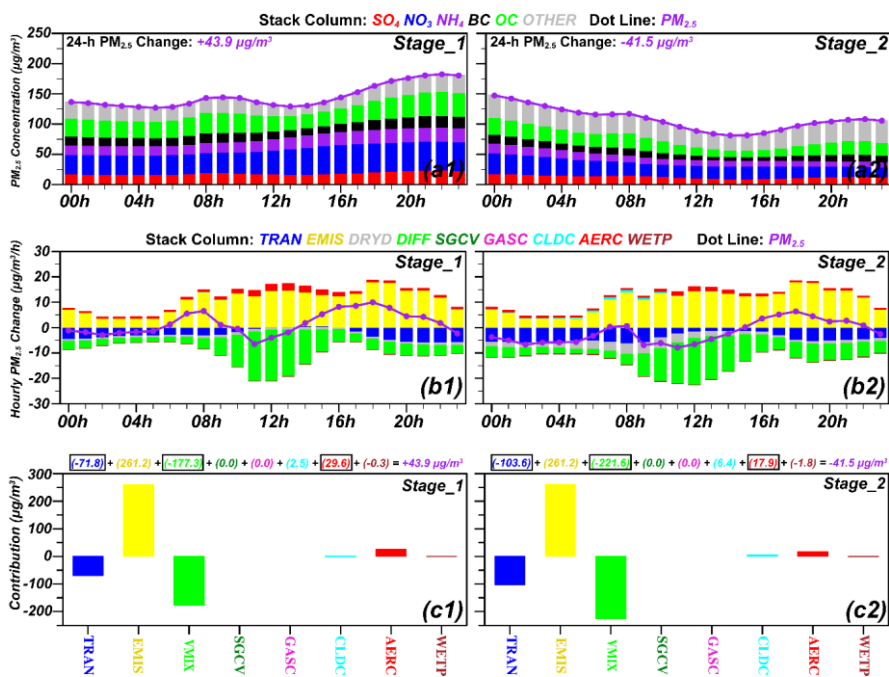 Stack Column: SO₄ NO₃ NH₄ BC OC OTHER Dot Line: PM₂.₅
24-h PM₂.₅ Change: +43.9 μg/m³
Stage_1
24-h PM₂.₅ Change: -41.5 μg/m³
Stage_2
PM₂.₅ Concentration (μg/m³)
250
200
150
100
50
0
(a1)
(a2)
00h 04h 08h 12h 16h 20h
00h 04h 08h 12h 16h 20h
Stack Column: TRAN EMIS DRYD DIFF SGCV GASC CLDC AERC WETP Dot Line: PM₂.₅
Stage_1
Stage_2
Hourly PM₂.₅ Change (μg/m³/h)
30
20
10
0
-10
-20
-30
(b1)
(b2)
00h 04h 08h 12h 16h 20h
00h 04h 08h 12h 16h 20h
(-71.8) + (261.2) + (-177.3) + (0.0) + (0.0) + (2.5) + (29.6) + (-0.3) = +43.9 μg/m³
(-103.6) + (261.2) + (-221.6) + (0.0) + (0.0) + (6.4) + (17.9) + (-1.8) = -41.5 μg/m³
Stage_1
Stage_2
Contribution (μg/m³)
300
200
100
0
-100
-200
(c1)
(c2)
TRAN EMIS VMIX SGCV GASC CLDC AERC WETP
TRAN EMIS VMIX SGCV GASC CLDC AERC WETP